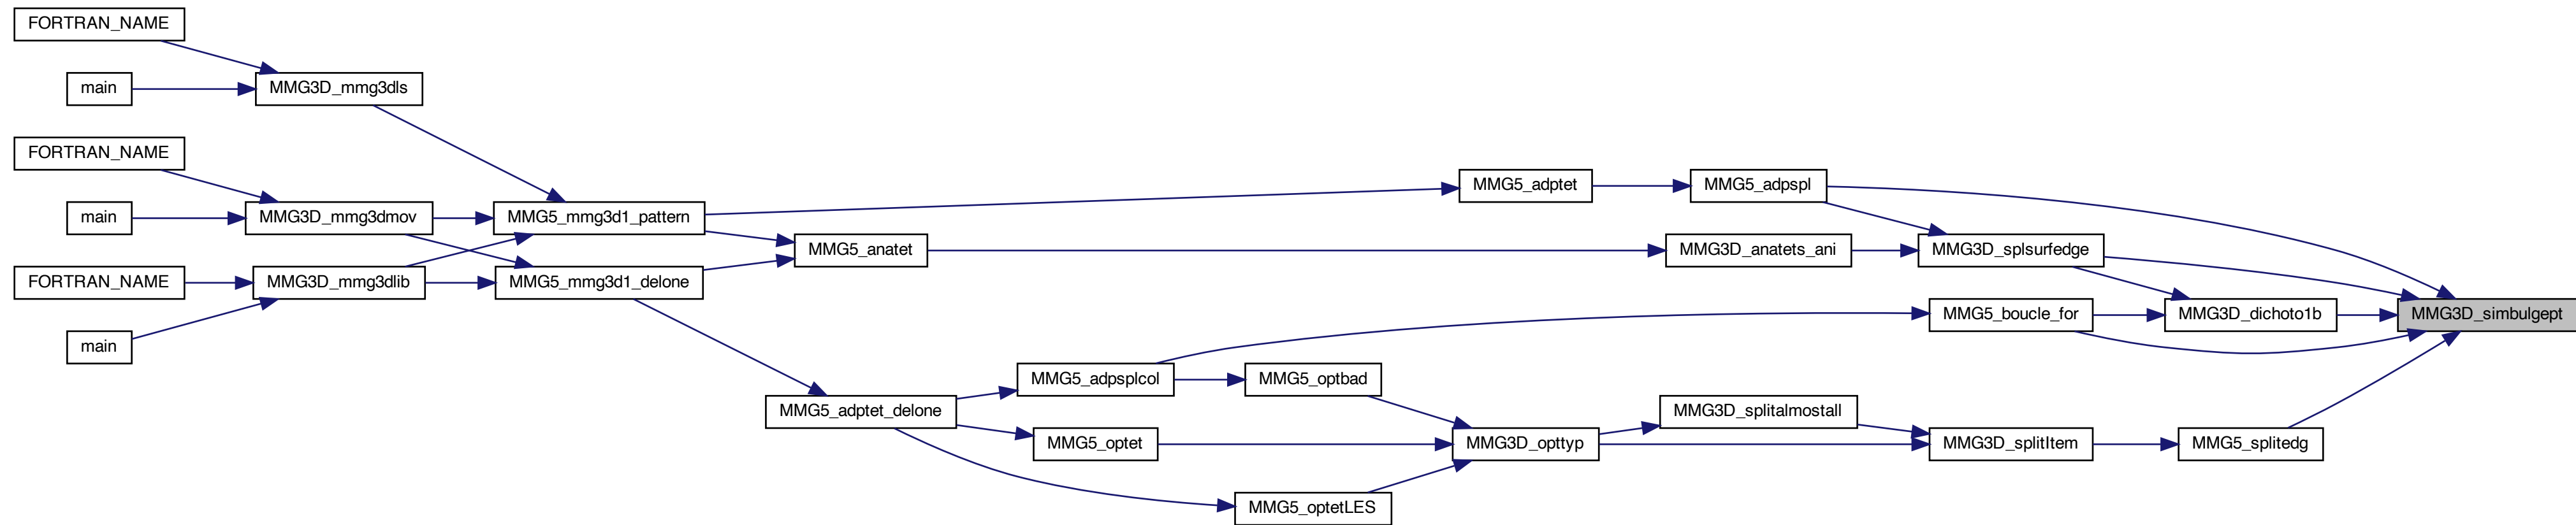 FORTRAN_NAME
main
MMG3D_mmg3dls
FORTRAN_NAME
MMG5_adptet
MMG5_adpspl
main
MMG3D_mmg3dmov
MMG5_mmg3d1_pattern
MMG5_anatet
MMG3D_anatets_ani
MMG3D_splsurfedge
FORTRAN_NAME
MMG3D_mmg3dlib
MMG5_mmg3d1_delone
MMG5_boucle_for
MMG3D_dichoto1b
MMG3D_simbulgept
main
MMG5_adpsplcol
MMG5_optbad
MMG5_adptet_delone
MMG3D_splitalmostall
MMG5_optet
MMG3D_opttyp
MMG3D_splitItem
MMG5_splitedg
MMG5_optetLES